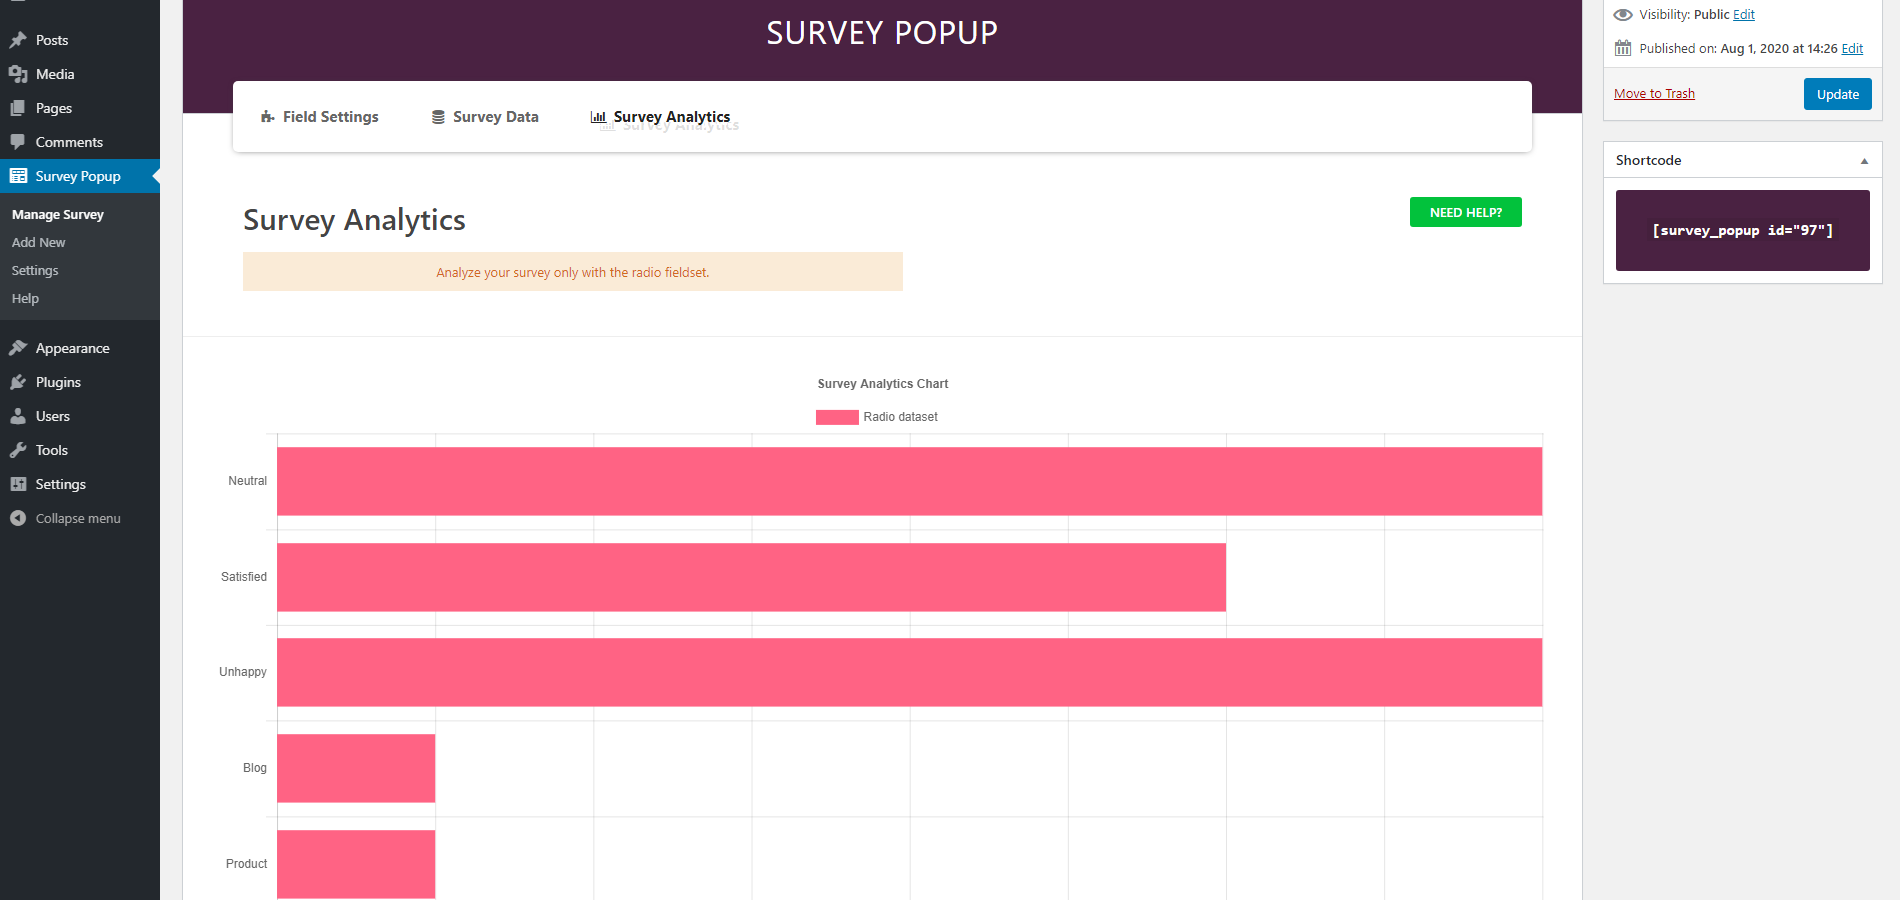 Posts
Media
Pages
Comments
Survey Popup
Manage Survey
Add New
Settings
Help
Appearance
Plugins
Users
Tools
Settings
Collapse menu
SURVEY POPUP
Field Settings
Survey Data
Survey Analytics
Survey Analytics
Survey Analytics
NEED HELP?
Analyze your survey only with the radio fieldset.
Survey Analytics Chart
Radio dataset
Neutral
Satisfied
Unhappy
Blog
Product
Visibility: Public Edit
Published on: Aug 1, 2020 at 14:26 Edit
Move to Trash
Update
Shortcode
[survey_popup id="97"]